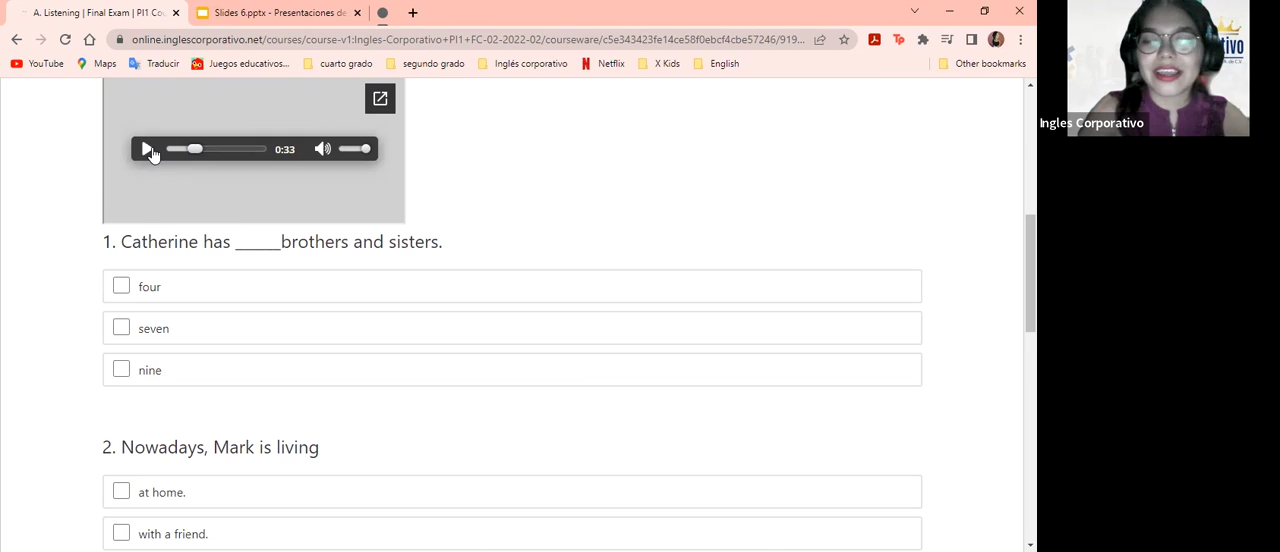 A. Listening | Final Exam | PI1 Cou
Slides 6.pptx - Presentaciones de
online.inglescorporativo.net/courses/course-v1:Ingles-Corporativo+PI1+FC-02-2022-02/courseware/c5e343423fe14ce58f0ebcf4cbe57246/919...
YouTube Maps Traducir Juegos educativos... cuarto grado segundo grado Inglés Corporativo Netflix X Kids English Other bookmarks
Ingles Corporativo
0:33
1. Catherine has ______brothers and sisters.
four
seven
nine
2. Nowadays, Mark is living
at home.
with a friend.